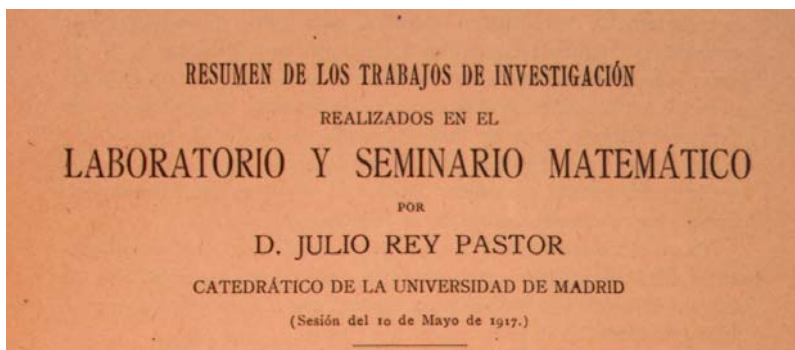 RESUMEN DE LOS TRABAJOS DE INVESTIGACIÓN
REALIZADOS EN EL
LABORATORIO Y SEMINARIO MATEMÁTICO
POR
D. JULIO REY PASTOR
CATEDRÁTICO DE LA UNIVERSIDAD DE MADRID
(Sesión del 10 de Mayo de 1917.)